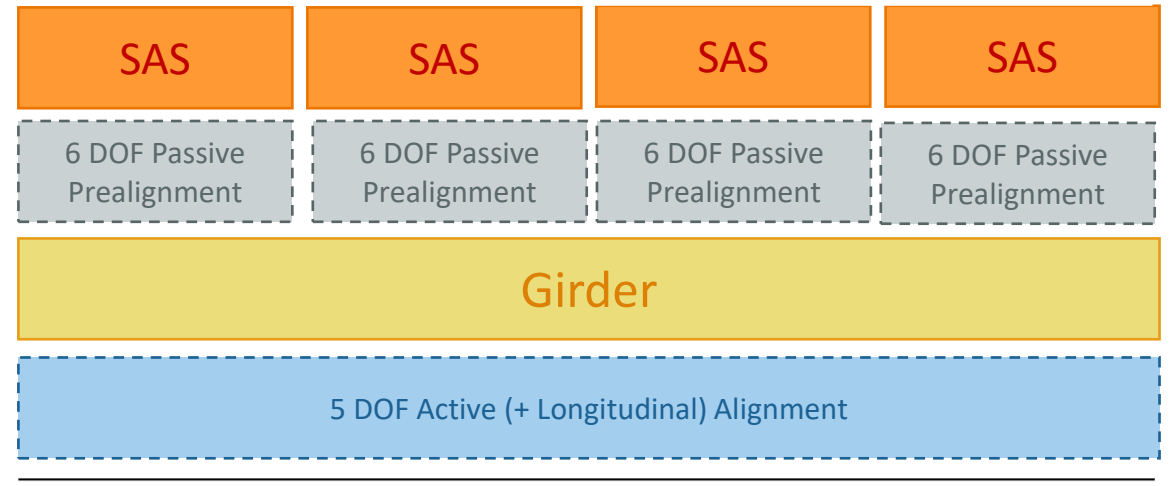 SAS
SAS
SAS
SAS
6 DOF Passive
Prealignment
6 DOF Passive
Prealignment
6 DOF Passive
Prealignment
6 DOF Passive
Prealignment
Girder
5 DOF Active (+ Longitudinal) Alignment